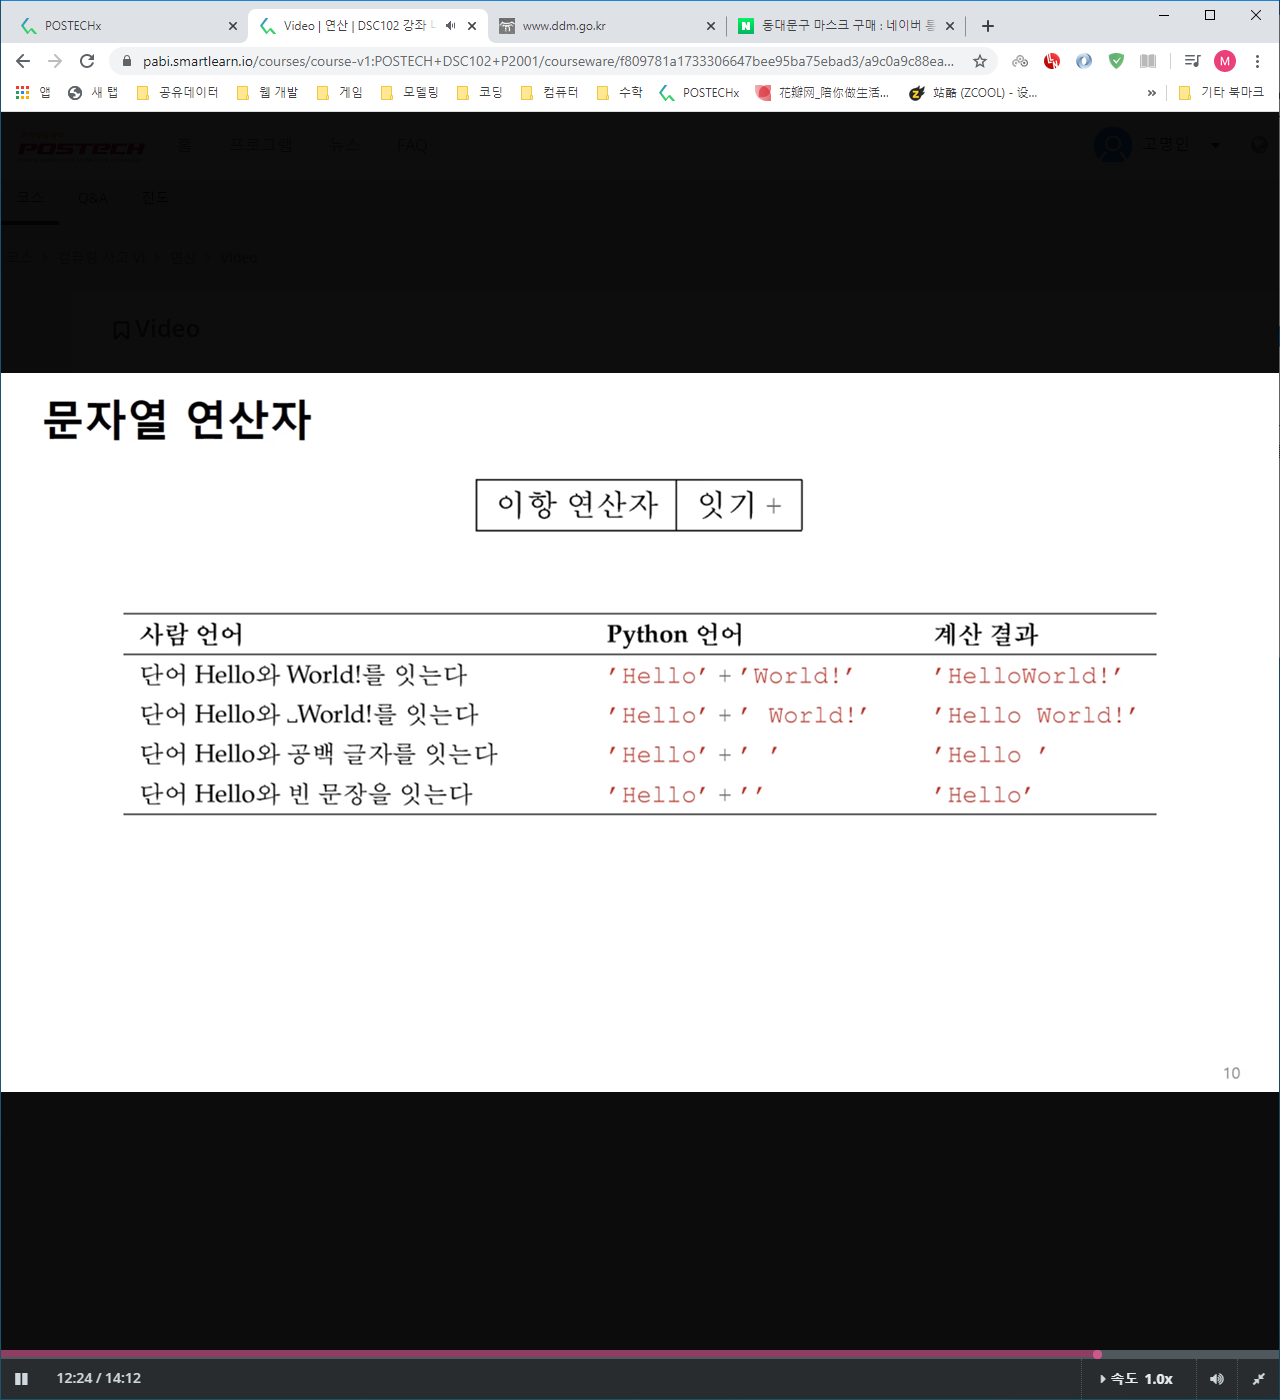 POSTECHx
Video | 연산 | DSC102 강좌
www.ddm.go.kr
동대문구 마스크 구매 : 네이버 통
pabi.smartlearn.io/courses/course-v1:POSTECH+DSC102+P2001/courseware/f809781a1733306647bee95ba75ebad3/a9c0a9c88ea...
M
앱
새 탭
공유데이터
웹 개발
게임
모델링
코딩
컴퓨터
수학
POSTECHx
花瓣网_陪你做生活...
站酷 (ZCOOL) - 设...
»
기타 북마크
POSTECH
홈
프로그램
뉴스
FAQ
고명인
코스
Q&A
진도
Video
Video
문자열 연산자
이항 연산자 잇기 +
사람 언어 Python 언어 계산 결과
단어 Hello와 World!를 잇는다 'Hello' + 'World!' 'HelloWorld!'
단어 Hello와 ␣World!를 잇는다 'Hello' + ' World!' 'Hello World!'
단어 Hello와 공백 글자를 잇는다 'Hello' + ' ' 'Hello '
단어 Hello와 빈 문장을 잇는다 'Hello' + '' 'Hello'
10
12:24 / 14:12
속도 1.0x